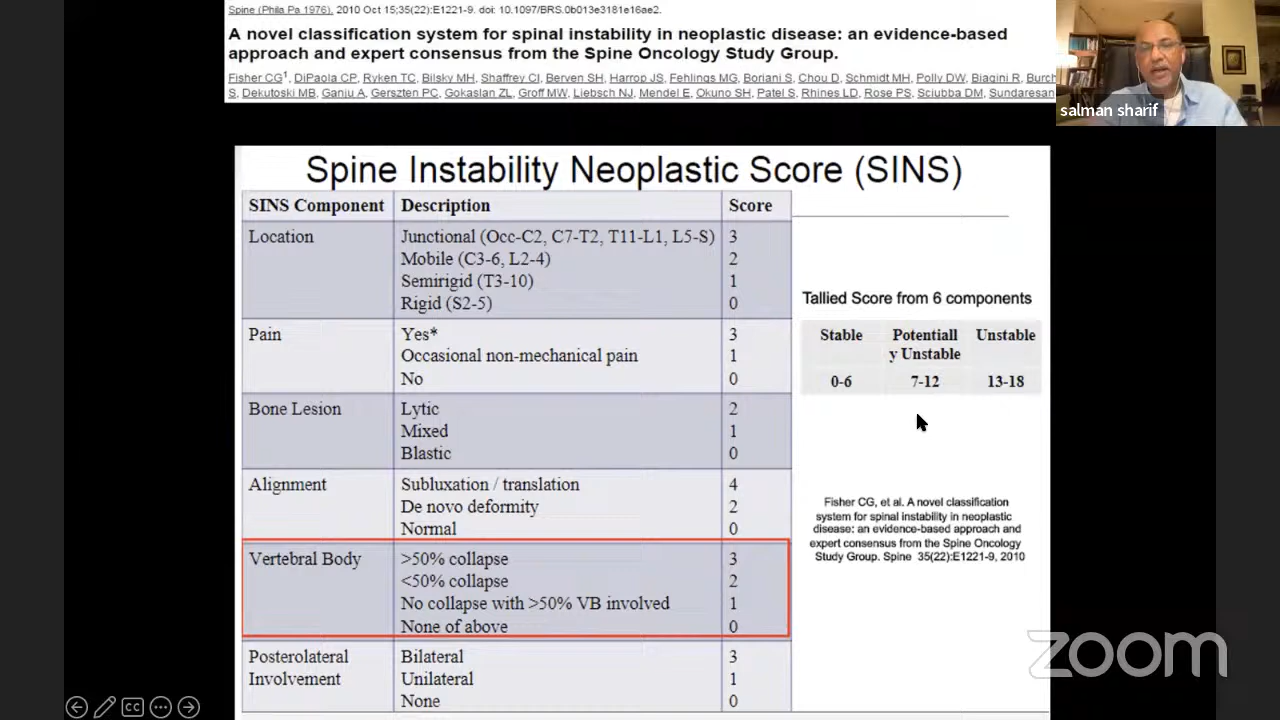 Spine (Phila Pa 1976). 2010 Oct 15;35(22):E1221-9. doi: 10.1097/BRS.0b013e3181e16ae2.
A novel classification system for spinal instability in neoplastic disease: an evidence-based
approach and expert consensus from the Spine Oncology Study Group.
Fisher CG1, DiPaola CP, Ryken TC, Bilsky MH, Shaffrey CI, Berven SH, Harrop JS, Fehlings MG, Boriani S, Chou D, Schmidt MH, Polly DW, Biagini R, Burch
S, Dekutoski MB, Ganju A, Gerszten PC, Gokaslan ZL, Groff MW, Liebsch NJ, Mendel E, Okuno SH, Patel S, Rhines LD, Rose PS, Sciubba DM, Sundaresan
salman sharif
Spine Instability Neoplastic Score (SINS)
SINS Component Description Score
Location Junctional (Occ-C2, C7-T2, T11-L1, L5-S) 3
Mobile (C3-6, L2-4) 2
Semirigid (T3-10) 1
Rigid (S2-5) 0
Pain Yes* 3
Occasional non-mechanical pain 1
No 0
Bone Lesion Lytic 2
Mixed 1
Blastic 0
Alignment Subluxation / translation 4
De novo deformity 2
Normal 0
Vertebral Body >50% collapse 3
<50% collapse 2
No collapse with >50% VB involved 1
None of above 0
Posterolateral Bilateral 3
Involvement Unilateral 1
None 0
Tallied Score from 6 components
Stable Potentiall Unstable
y Unstable
0-6 7-12 13-18
Fisher CG, et al. A novel classification
system for spinal instability in neoplastic
disease: an evidence-based approach and
expert consensus from the Spine Oncology
Study Group. Spine 35(22):E1221-9, 2010
zoom
CC